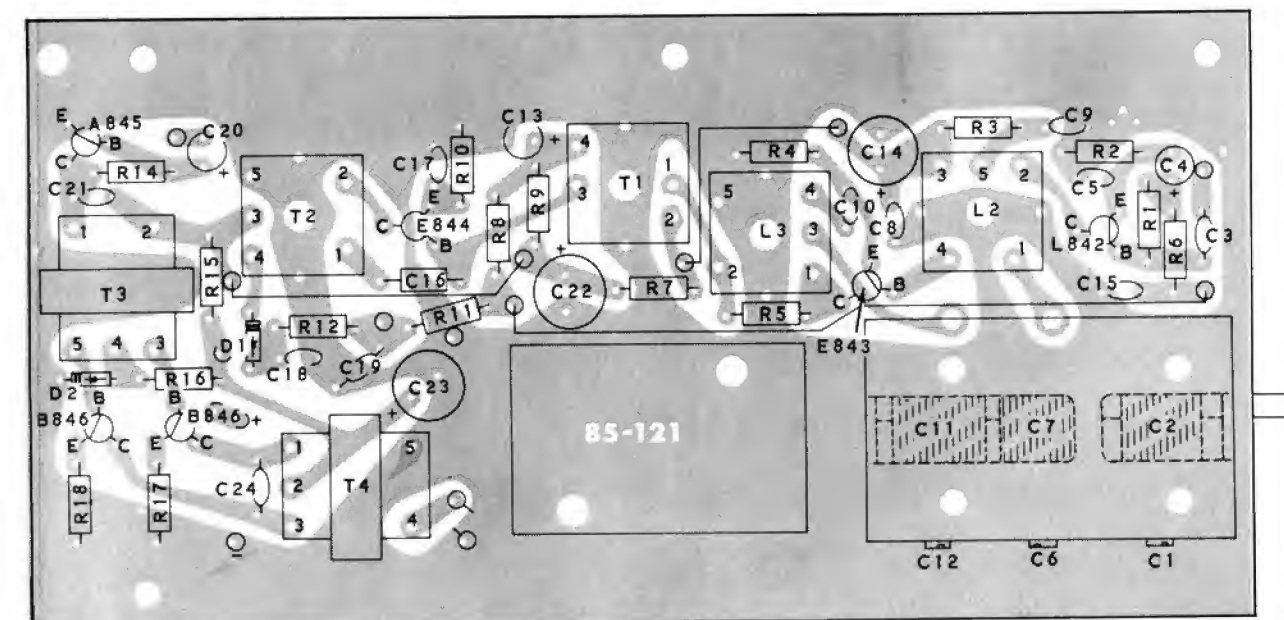 E A845 B C
R14
C20 +
C21
1 2
T3
5 4 3
R15
5 2
3 T2
4 1
C17
R10
E
C E844
B
C16
R8
R9
C13 +
4 T1 1
3 2
R4
5 4
L3 3
2 1
+ C22
R7
R5
C14 +
C10
C8
R3
C9
3 5 2
L2
4 1
R2
C5
C4 +
E
C
L842 B
R1
R6
C3
C15
E
C B
E843
D1
R12
R11
C18
C19
C23 +
D2
R16
B B
B846 B846 +
E C E C
R18
R17
C24
1 5
2 T4
3 4
–
85-121
C11 C7 C2
C12 C6 C1